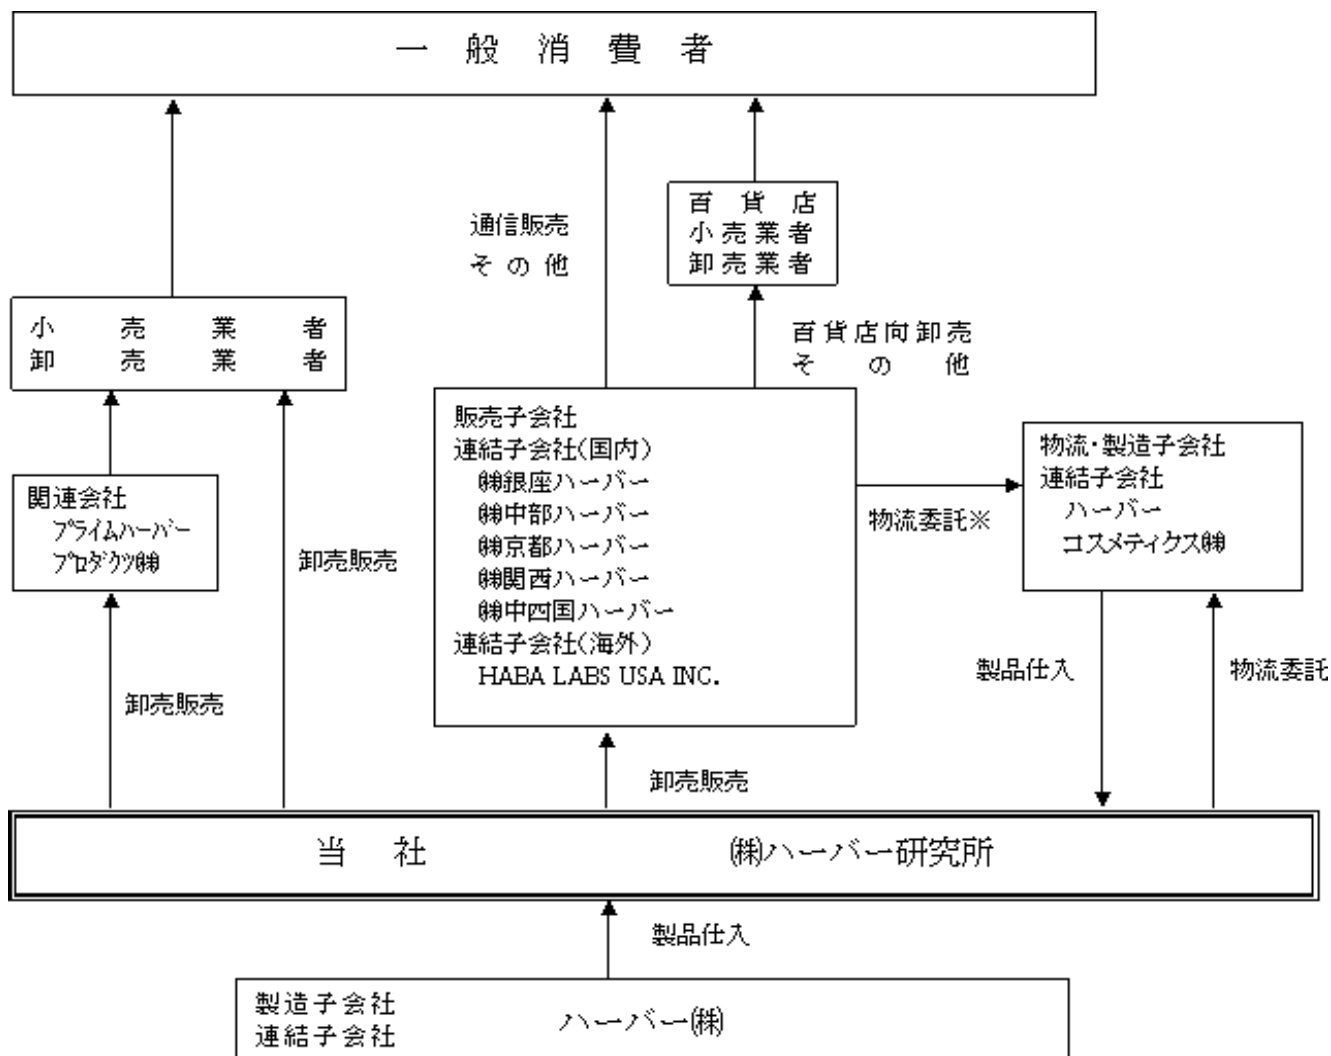 一般消費者
通信販売
その他
百貨店
小売業者
卸売業者
小売業者
卸売業者
百貨店向卸売
その他
販売子会社
連結子会社(国内)
㈱銀座ハーバー
㈱中部ハーバー
㈱京都ハーバー
㈱関西ハーバー
㈱中四国ハーバー
連結子会社(海外)
HABA LABS USA INC.
物流・製造子会社
連結子会社
ハーバー
コスメティクス㈱
関連会社
プライムハーバー
プロダクツ㈱
物流委託※
卸売販売
卸売販売
製品仕入
物流委託
卸売販売
当社 ㈱ハーバー研究所
製品仕入
製造子会社
連結子会社
ハーバー㈱